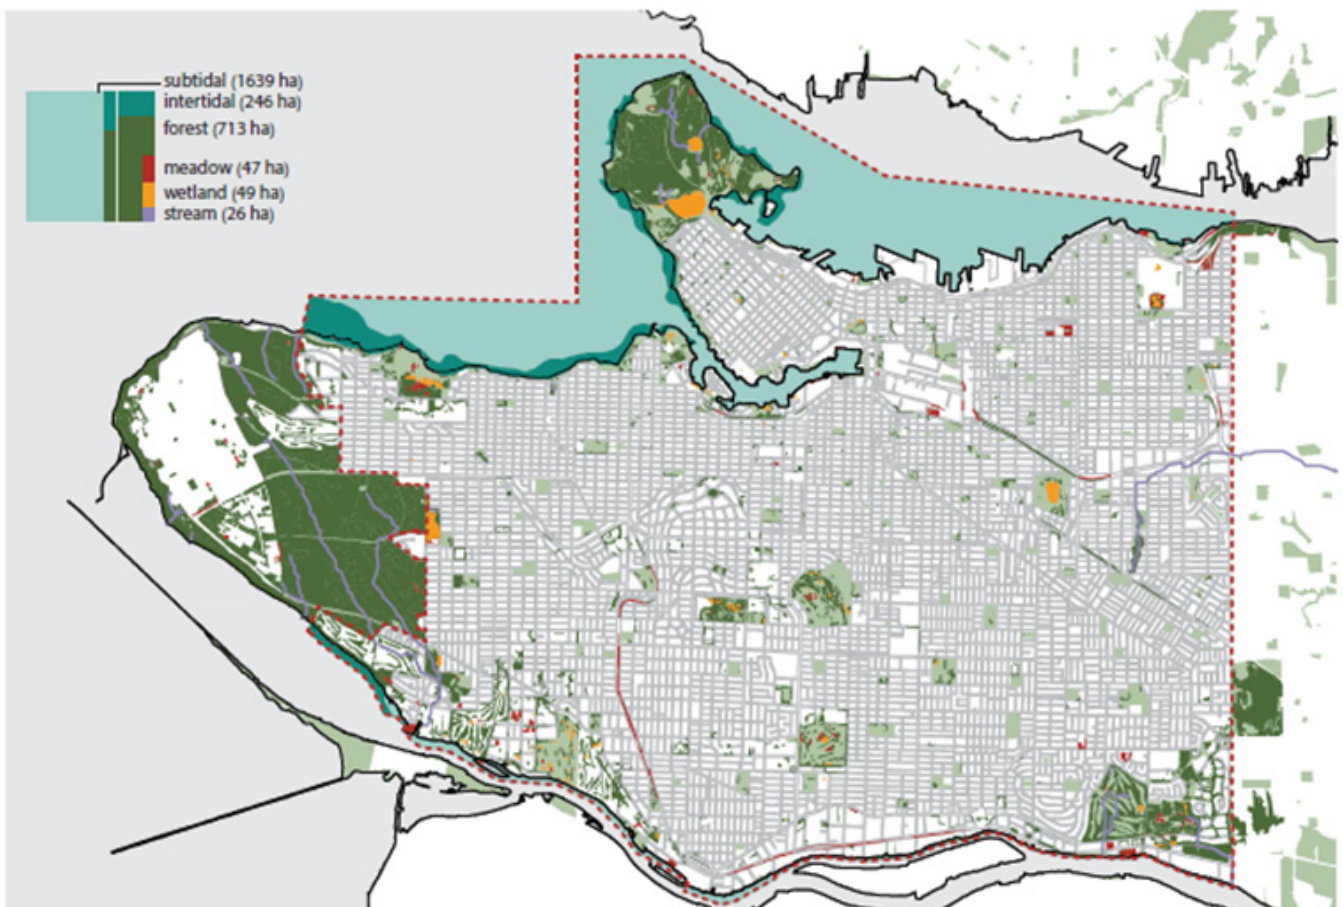 subtidal (1639 ha)
intertidal (246 ha)
forest (713 ha)
meadow (47 ha)
wetland (49 ha)
stream (26 ha)